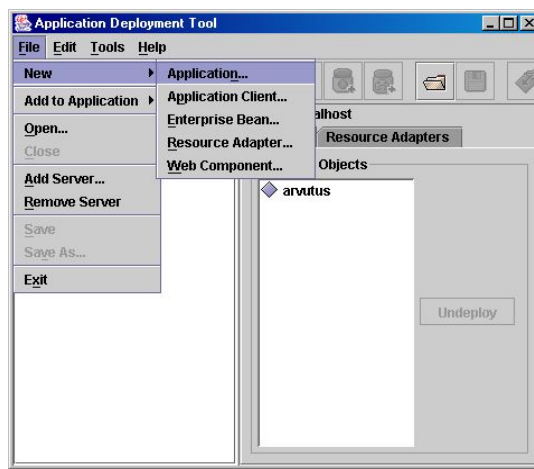 Application Deployment Tool
File Edit Tools Help
New
Add to Application
Open...
Close
Add Server...
Remove Server
Save
Save As...
Exit
Application...
Application Client...
Enterprise Bean...
Resource Adapter...
Web Component...
alhost
Resource Adapters
Objects
arvutus
Undeploy